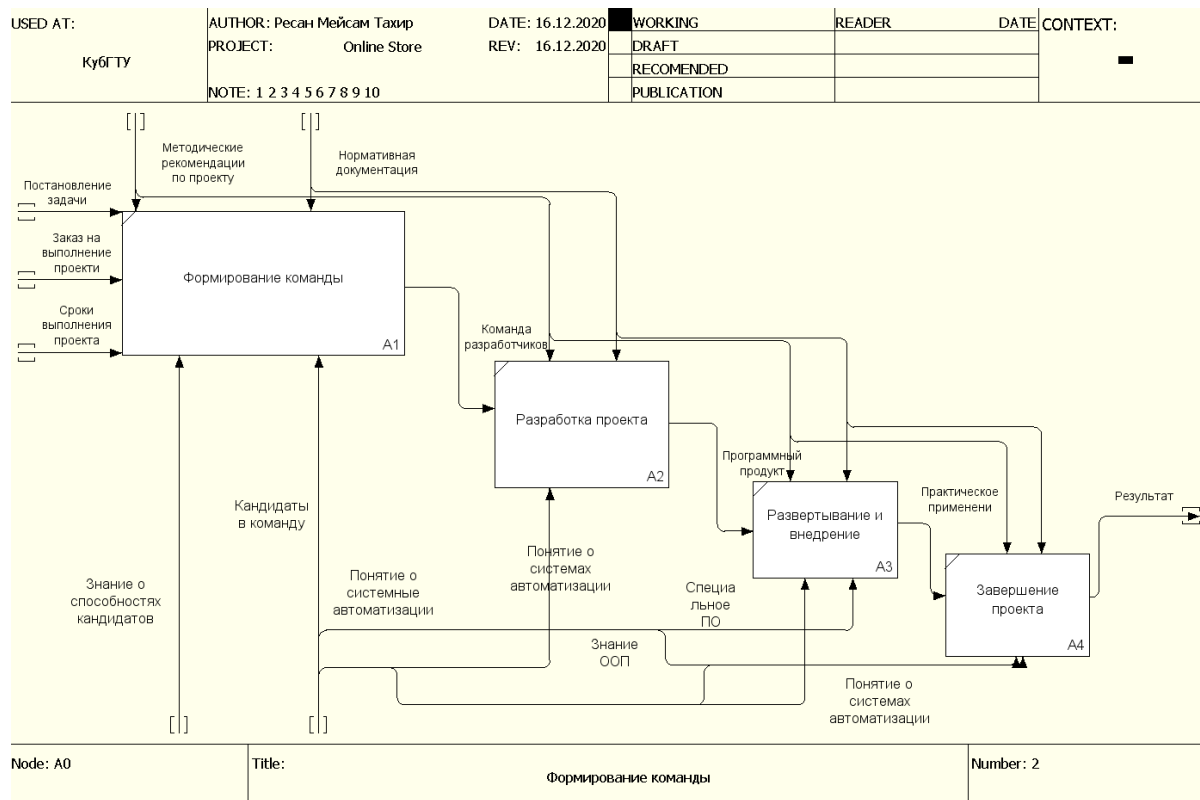 USED AT:
КубГТУ
AUTHOR: Ресан Мейсам Тахир
DATE: 16.12.2020
PROJECT: Online Store
REV: 16.12.2020
NOTE: 1 2 3 4 5 6 7 8 9 10
WORKING
DRAFT
RECOMENDED
PUBLICATION
READER
DATE
CONTEXT:
Методические
рекомендации
по проекту
Нормативная
документация
Постановление
задачи
Заказ на
выполнение
проекти
Сроки
выполнения
проекта
Формирование команды
A1
Команда
разработчиков
Разработка проекта
A2
Программный
продукт
Развертывание и
внедрение
A3
Практическое
применени
Результат
Завершение
проекта
A4
Кандидаты
в команду
Знание о
способностях
кандидатов
Понятие о
системные
автоматизации
Понятие о
системах
автоматизации
Специа
льное
ПО
Знание
ООП
Понятие о
системах
автоматизации
Node: A0
Title:
Формирование команды
Number: 2